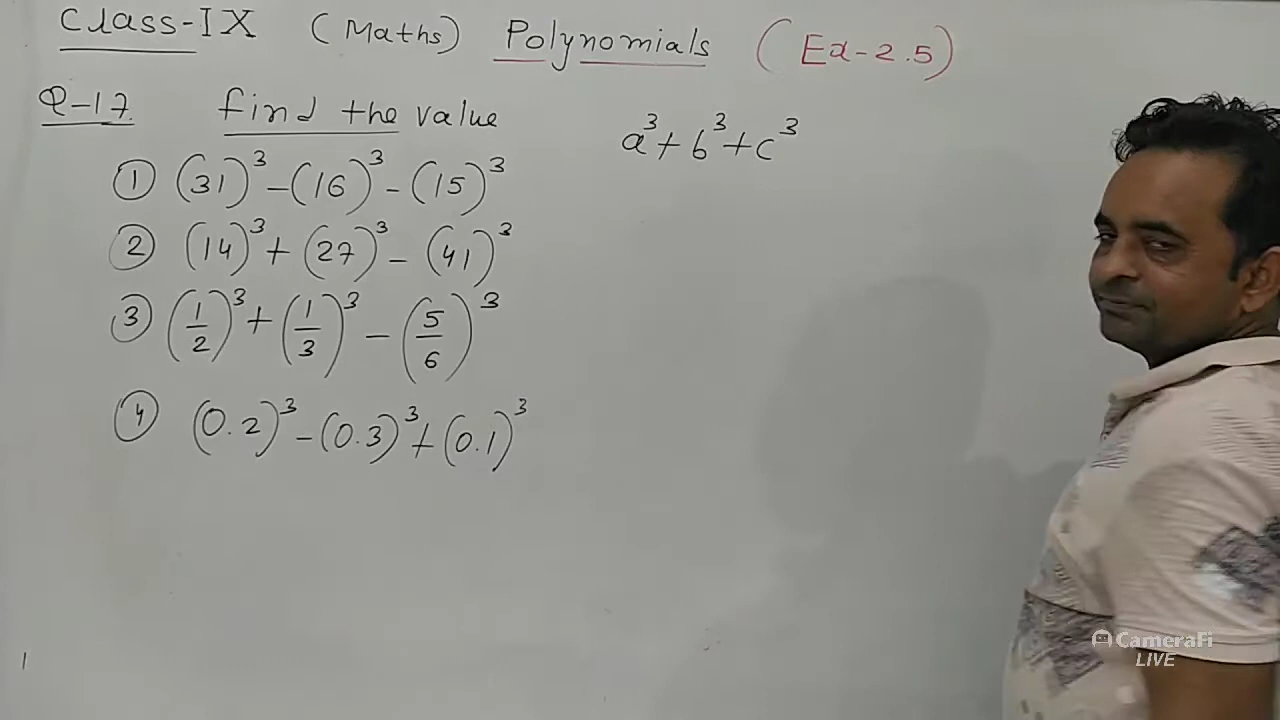 Class-IX (Maths) Polynomials (Ex-2.5)
Q-17. find the value
a³+b³+c³
① (31)³-(16)³-(15)³
② (14)³+(27)³-(41)³
③ (1/2)³+(1/3)³-(5/6)³
④ (0.2)³-(0.3)³+(0.1)³
CameraFi
LIVE